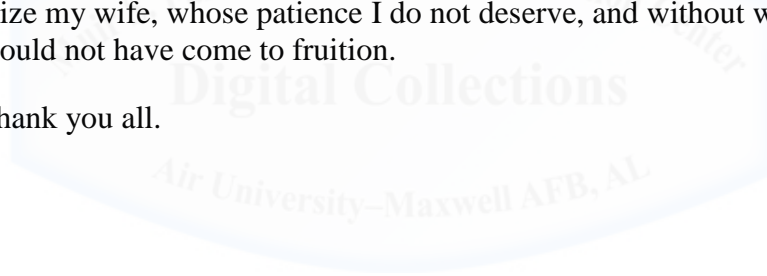 ize my wife, whose patience I do not deserve, and without w
ould not have come to fruition.
Digital Collections
hank you all.
Air University–Maxwell AFB, AL